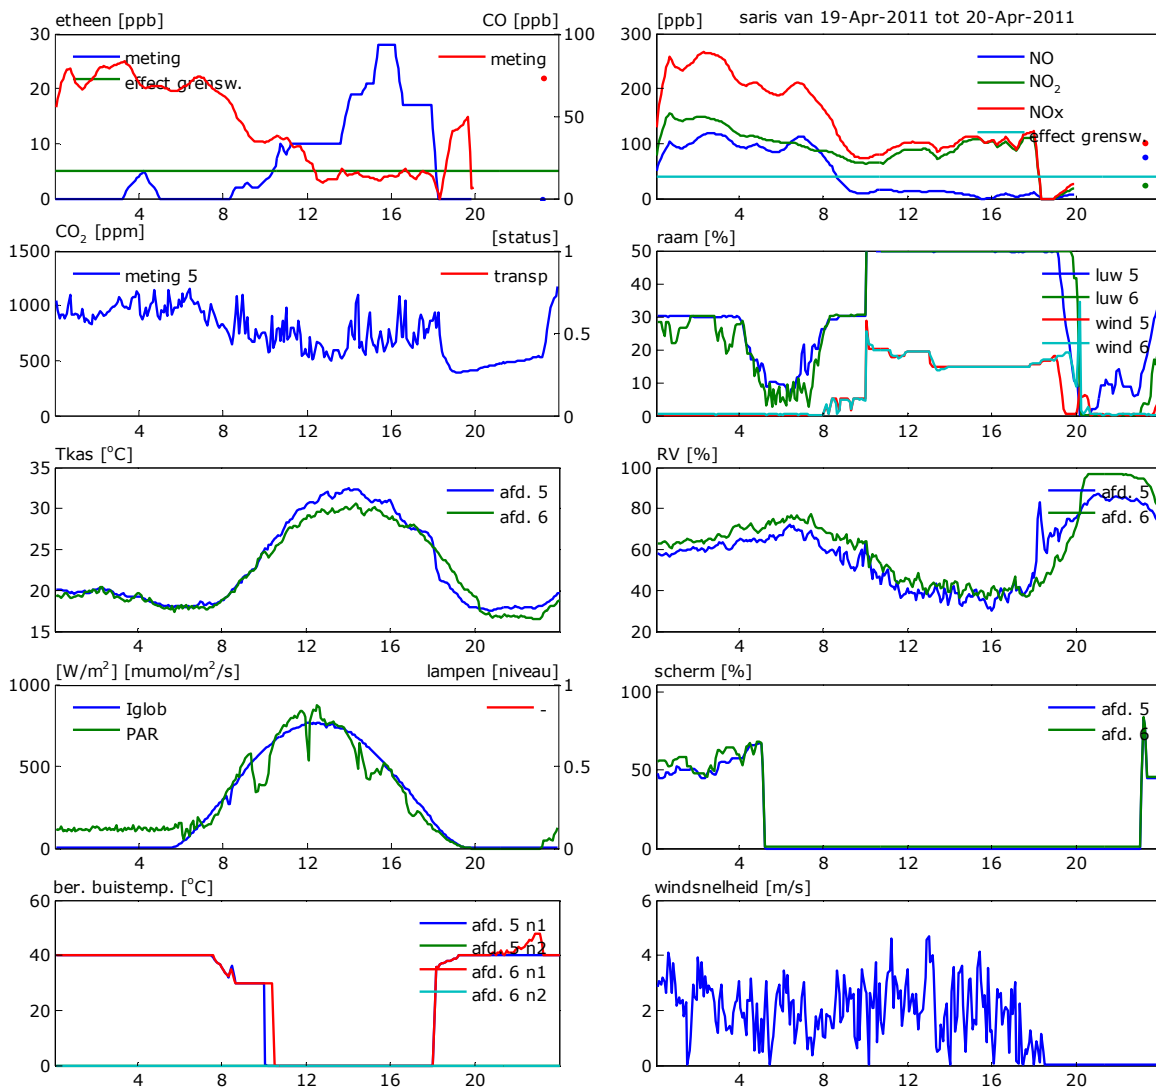 saris van 19-Apr-2011 tot 20-Apr-2011
etheen [ppb]
CO [ppb]
30
20
10
0
100
50
0
meting
effect grensw.
meting
4
8
12
16
20
[ppb]
300
200
100
0
NO
NO2
NOx
effect grensw.
4
8
12
16
20
CO2 [ppm]
[status]
1500
1000
500
0
1
0.5
0
meting 5
transp
4
8
12
16
20
raam [%]
50
40
30
20
10
0
luw 5
luw 6
wind 5
wind 6
4
8
12
16
20
Tkas [°C]
35
30
25
20
15
afd. 5
afd. 6
4
8
12
16
20
RV [%]
100
80
60
40
20
afd. 5
afd. 6
4
8
12
16
20
[W/m²] [mumol/m²/s]
lampen [niveau]
1000
500
0
1
0.5
0
Iglob
PAR
-
4
8
12
16
20
scherm [%]
100
50
0
afd. 5
afd. 6
4
8
12
16
20
ber. buistemp. [°C]
60
40
20
0
afd. 5 n1
afd. 5 n2
afd. 6 n1
afd. 6 n2
4
8
12
16
20
windsnelheid [m/s]
6
4
2
0
4
8
12
16
20